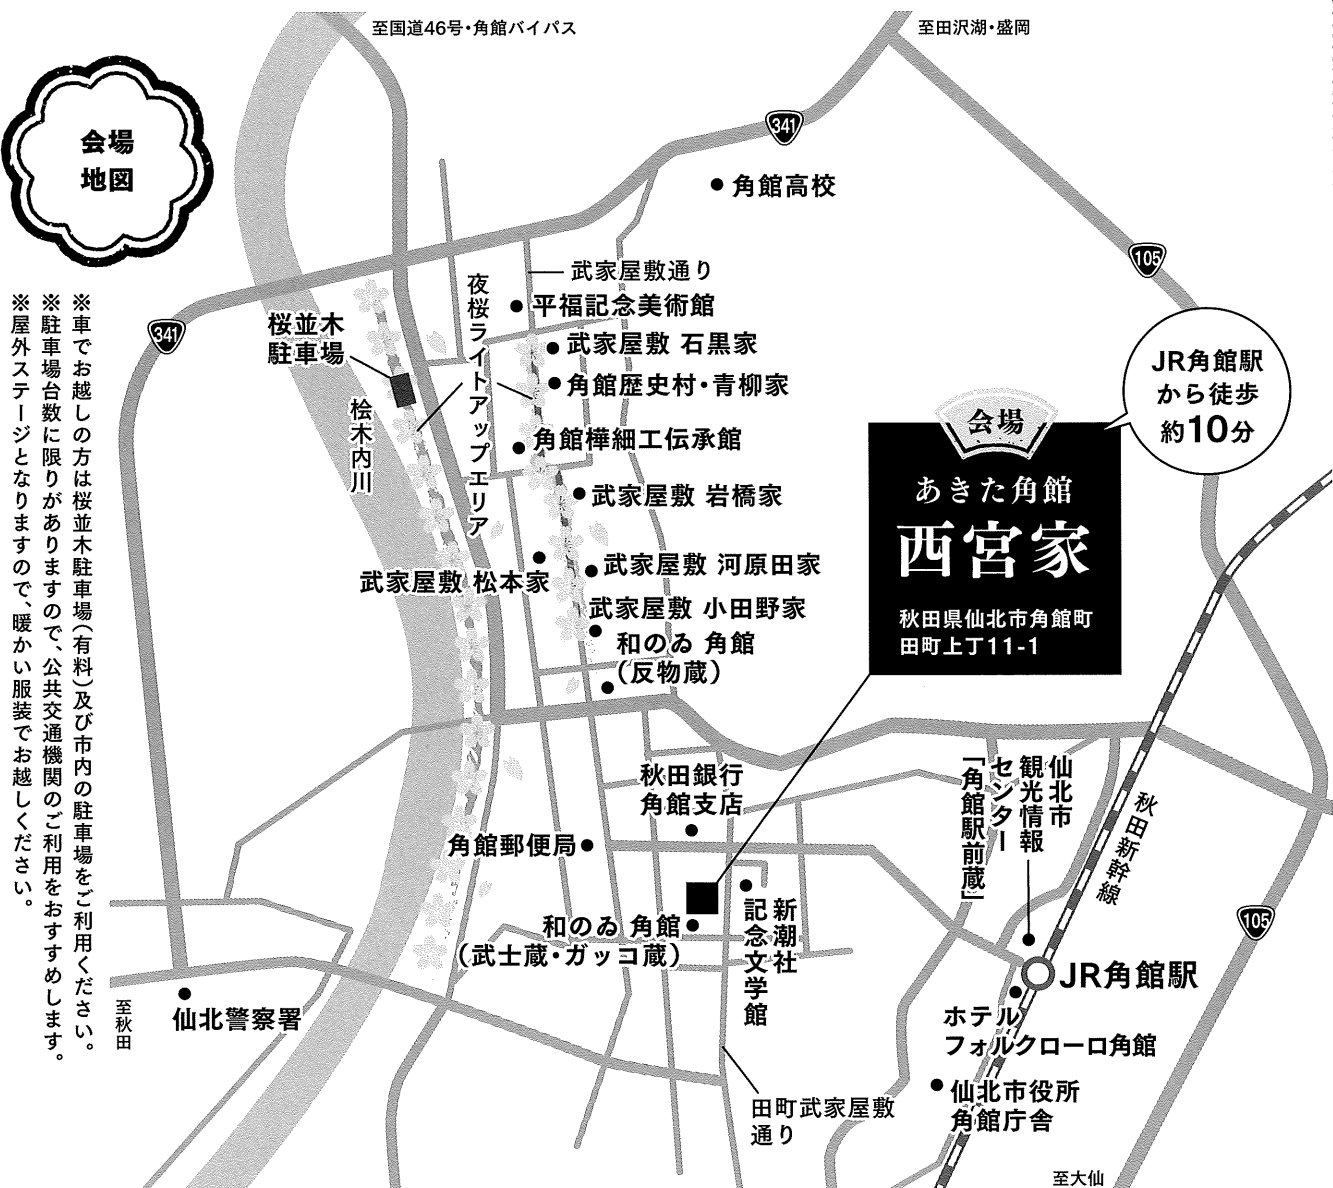 至国道46号・角館バイパス
至田沢湖・盛岡
会場
地図
341
角館高校
105
武家屋敷通り
夜桜ライトアップエリア
平福記念美術館
341
桜並木
駐車場
武家屋敷 石黒家
角館歴史村・青柳家
桧木内川
角館樺細工伝承館
武家屋敷 岩橋家
武家屋敷 松本家
武家屋敷 河原田家
武家屋敷 小田野家
和のゐ 角館
（反物蔵）
JR角館駅
から徒歩
約10分
会場
あきた角館
西宮家
秋田県仙北市角館町
田町上丁11-1
※車でお越しの方は桜並木駐車場（有料）及び市内の駐車場をご利用ください。
※駐車場台数に限りがありますので、公共交通機関のご利用をおすすめします。
※屋外ステージとなりますので、暖かい服装でお越しください。
秋田銀行
角館支店
角館郵便局
仙北市
観光情報
センター
「角館駅前蔵」
秋田新幹線
和のゐ 角館
（武士蔵・ガッコ蔵）
新潮社
記念文学館
105
JR角館駅
至秋田
仙北警察署
ホテル
フォルクローロ角館
田町武家屋敷
通り
仙北市役所
角館庁舎
至大仙